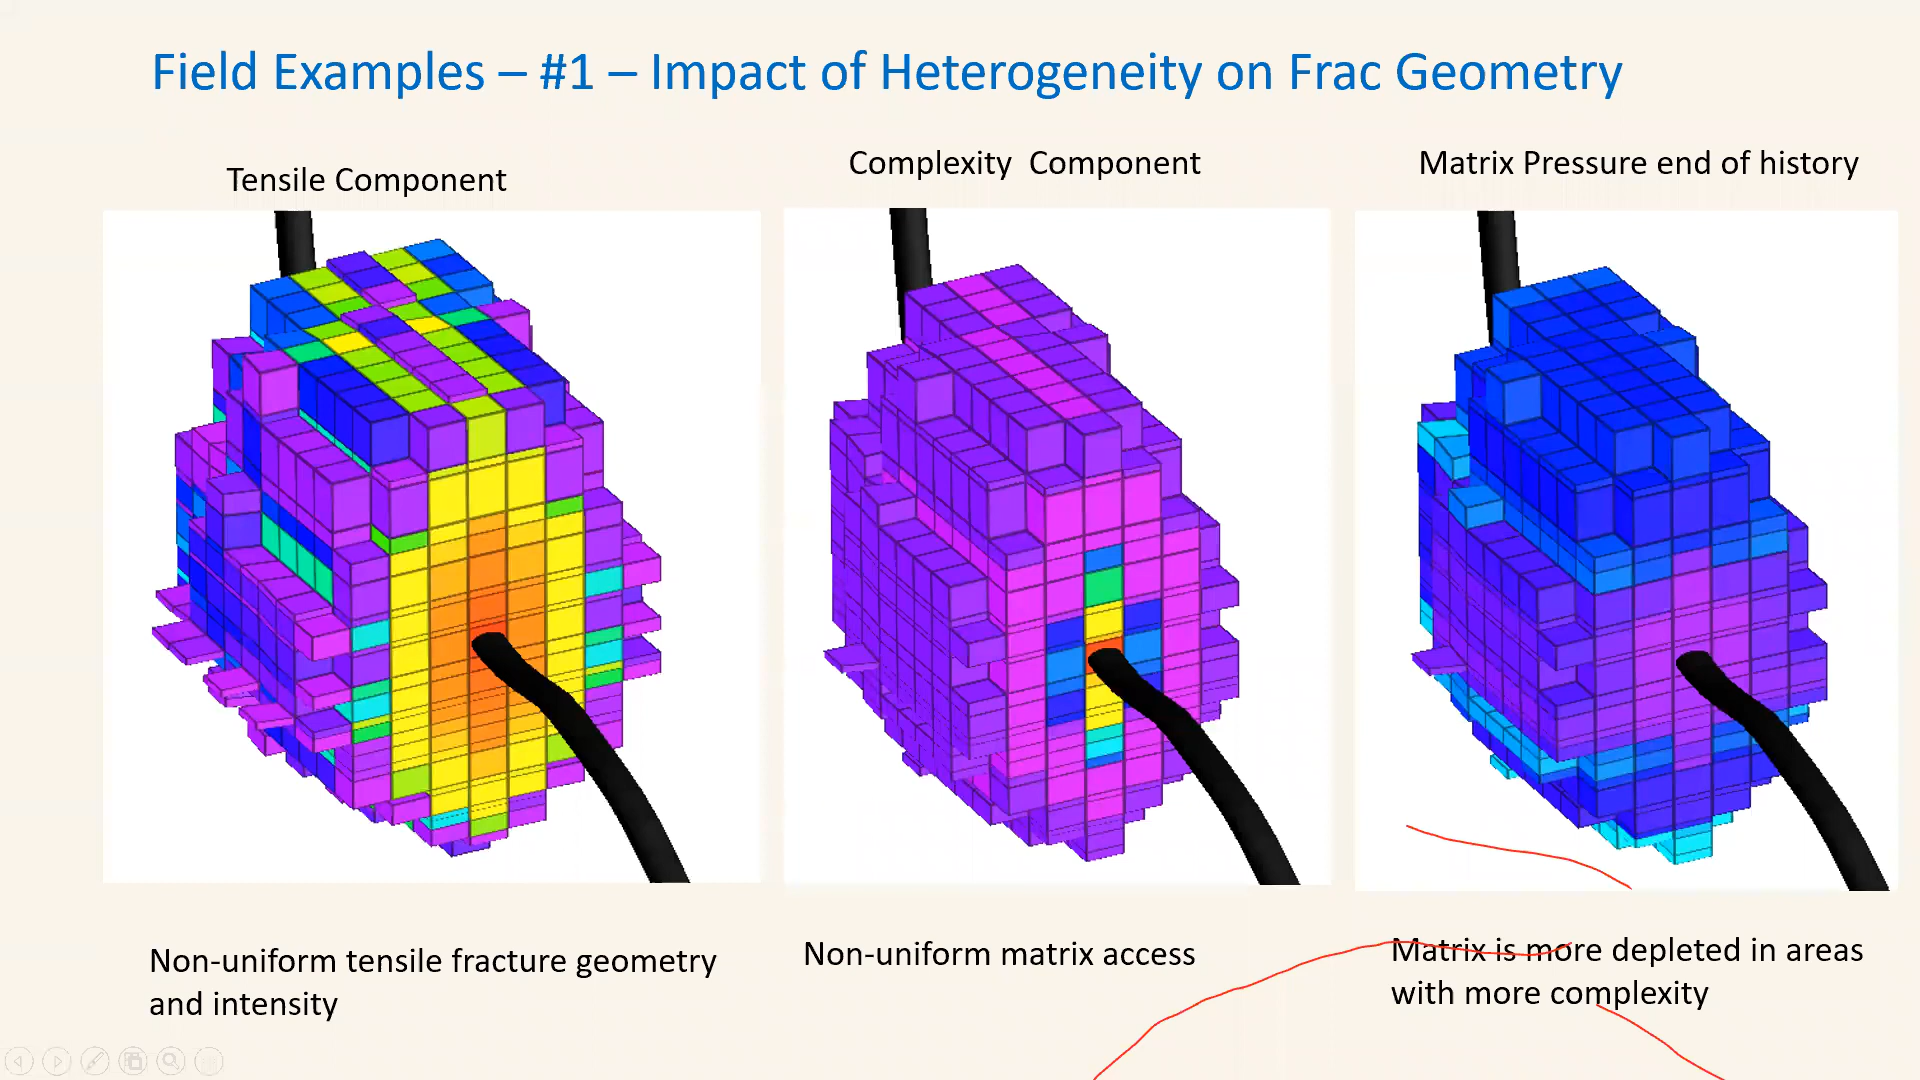 Field Examples – #1 – Impact of Heterogeneity on Frac Geometry
Tensile Component
Complexity  Component
Matrix Pressure end of history
Non-uniform tensile fracture geometry
and intensity
Non-uniform matrix access
Matrix is more depleted in areas
with more complexity